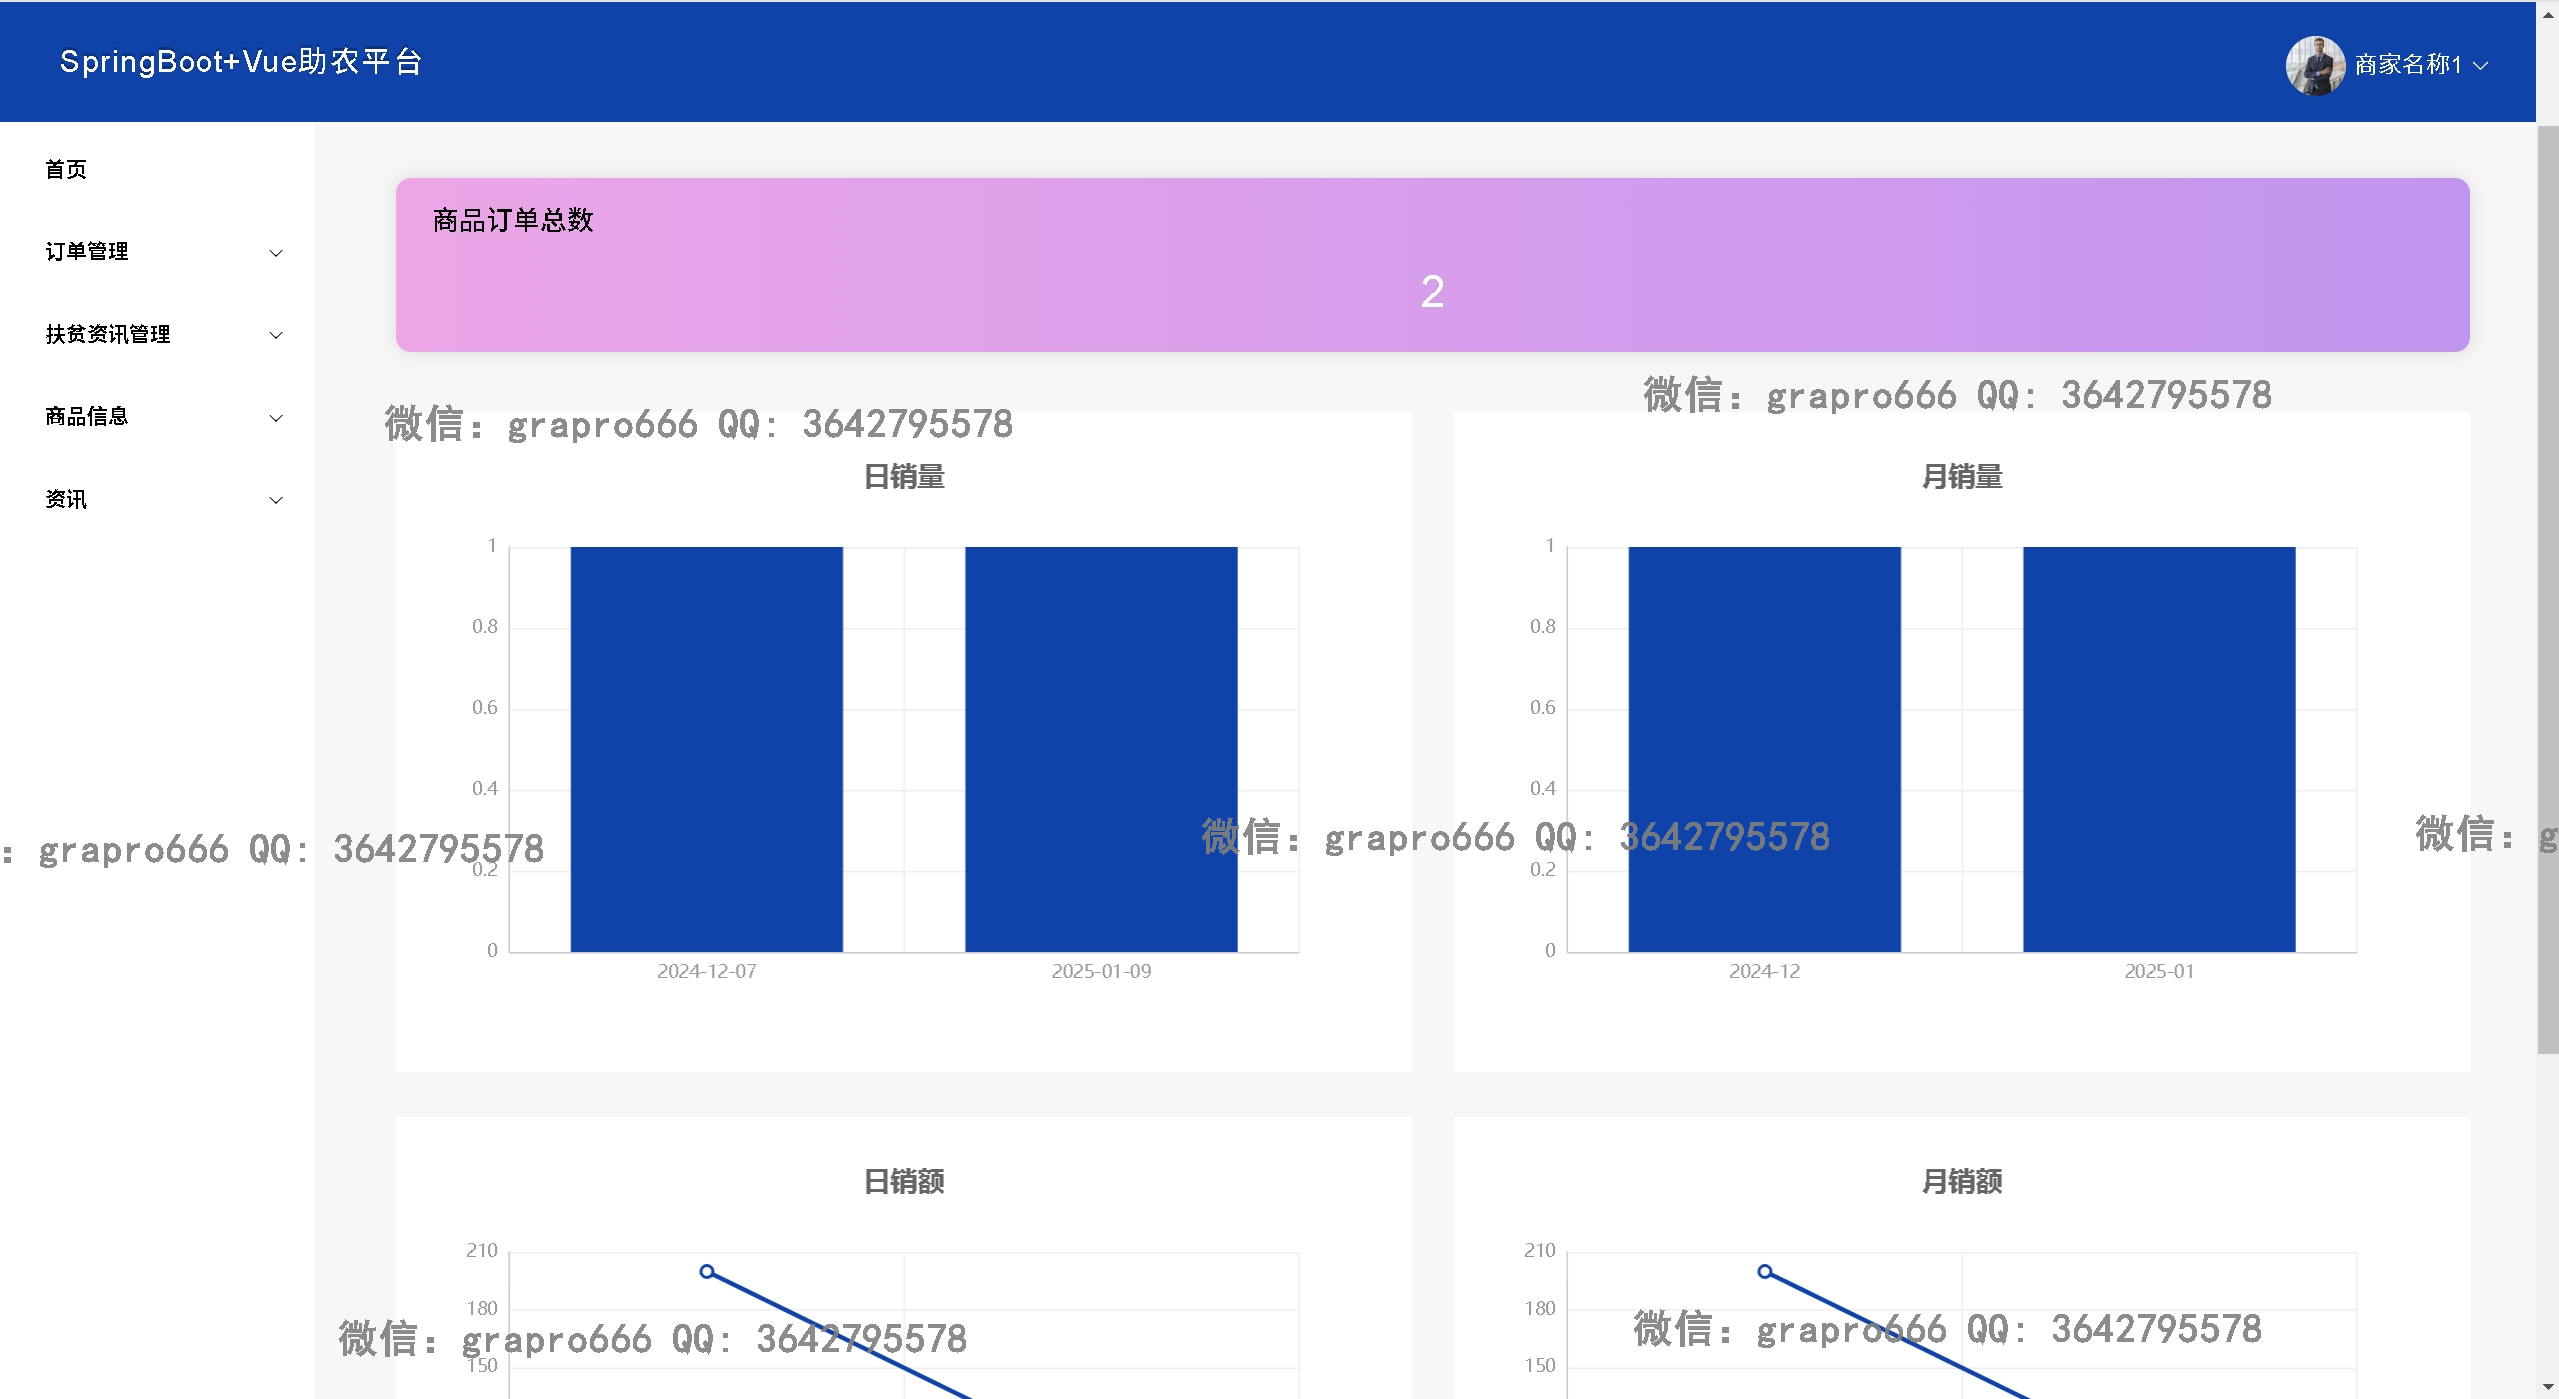 SpringBoot+Vue助农平台
商家名称1
首页
订单管理
扶贫资讯管理
商品信息
资讯
商品订单总数
2
微信: grapro666 QQ: 3642795578
微信: grapro666 QQ: 3642795578
日销量
1
0.8
0.6
0.4
0.2
0
2024-12-07
2025-01-09
月销量
1
0.8
0.6
0.4
0.2
0
2024-12
2025-01
: grapro666 QQ: 3642795578
微信: grapro666 QQ: 3642795578
微信: g
日销额
210
180
150
月销额
210
180
150
微信: grapro666 QQ: 3642795578
微信: grapro666 QQ: 3642795578